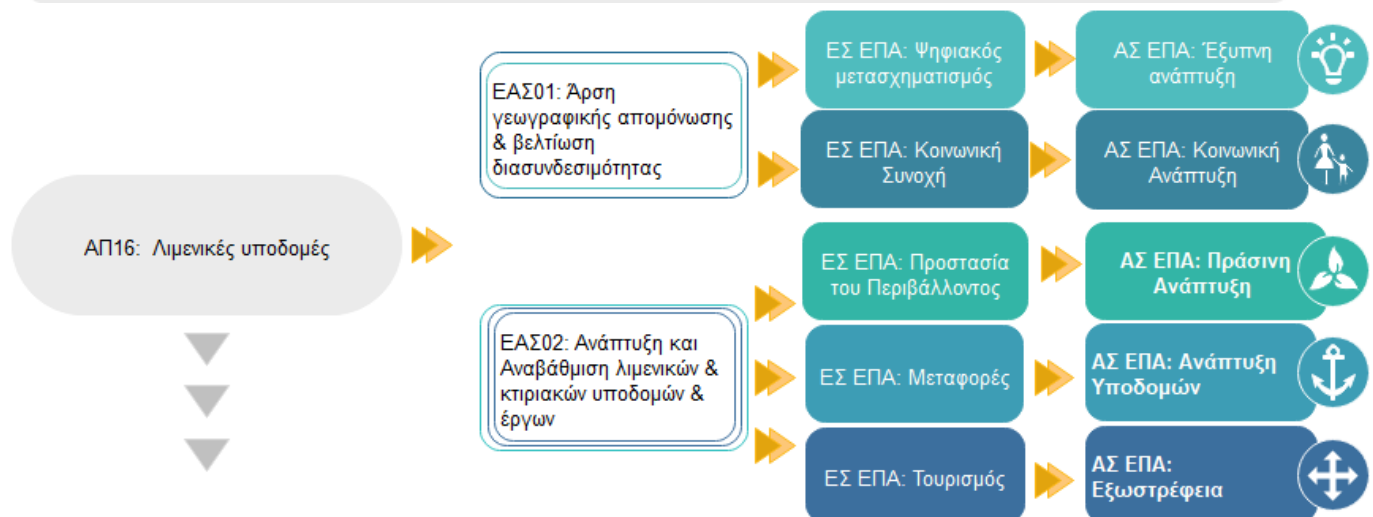 ΑΠ16: Λιμενικές υποδομές
ΕΑΣ01: Άρση
γεωγραφικής απομόνωσης
& βελτίωση
διασυνδεσιμότητας
ΕΣ ΕΠΑ: Ψηφιακός
μετασχηματισμός
ΑΣ ΕΠΑ: Έξυπνη
ανάπτυξη
ΕΣ ΕΠΑ: Κοινωνική
Συνοχή
ΑΣ ΕΠΑ: Κοινωνική
Ανάπτυξη
ΕΑΣ02: Ανάπτυξη και
Αναβάθμιση λιμενικών &
κτιριακών υποδομών &
έργων
ΕΣ ΕΠΑ: Προστασία
του Περιβάλλοντος
ΑΣ ΕΠΑ: Πράσινη
Ανάπτυξη
ΕΣ ΕΠΑ: Μεταφορές
ΑΣ ΕΠΑ: Ανάπτυξη
Υποδομών
ΕΣ ΕΠΑ: Τουρισμός
ΑΣ ΕΠΑ:
Εξωστρέφεια